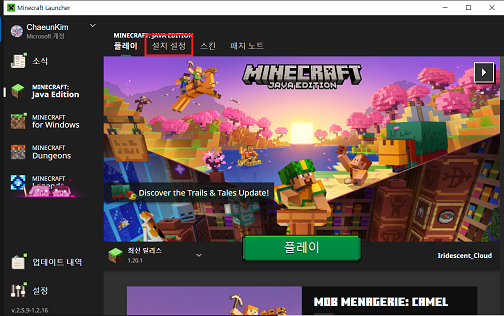 Minecraft Launcher
ChaeunKim
Microsoft 계정
소식
MINECRAFT:
Java Edition
MINECRAFT
for Windows
MINECRAFT
Dungeons
MINECRAFT
업데이트 내역
설정
v.2.5.9-1.2.16
MINECRAFT: JAVA EDITION
플레이 설치 설정 스킨 패치 노트
MINECRAFT
JAVA EDITION
Discover the Trails & Tales Update!
최신 릴리스
1.20.1
플레이
Iridescent_Cloud
MOB MENAGERIE: CAMEL